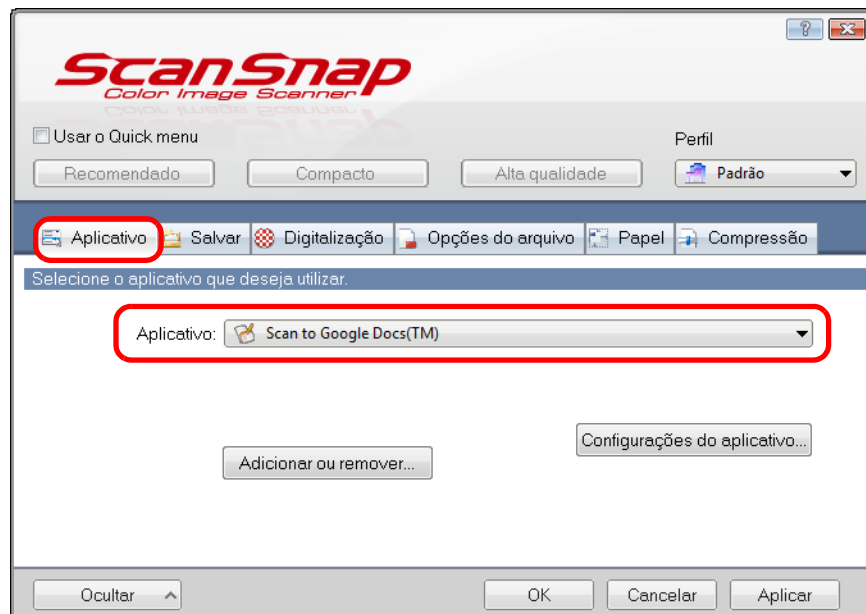 ScanSnap
Color Image Scanner
Usar o Quick menu
Perfil
Recomendado Compacto Alta qualidade Padrão
Aplicativo Salvar Digitalização Opções do arquivo Papel Compressão
Selecione o aplicativo que deseja utilizar.
Aplicativo: Scan to Google Docs(TM)
Configurações do aplicativo...
Adicionar ou remover...
Ocultar OK Cancelar Aplicar